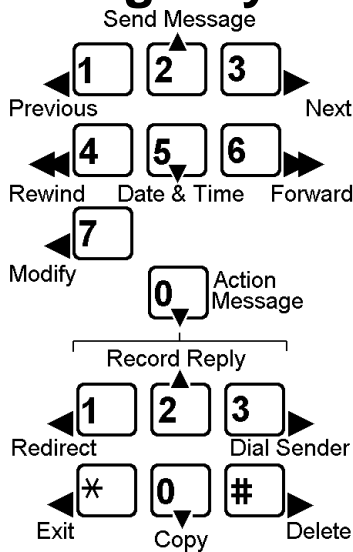 Send Message
1 2 3
Previous Next
4 5 6
Rewind Date & Time Forward
7
Modify
0 Action
Message
Record Reply
1 2 3
Redirect Dial Sender
* 0 #
Exit Copy Delete